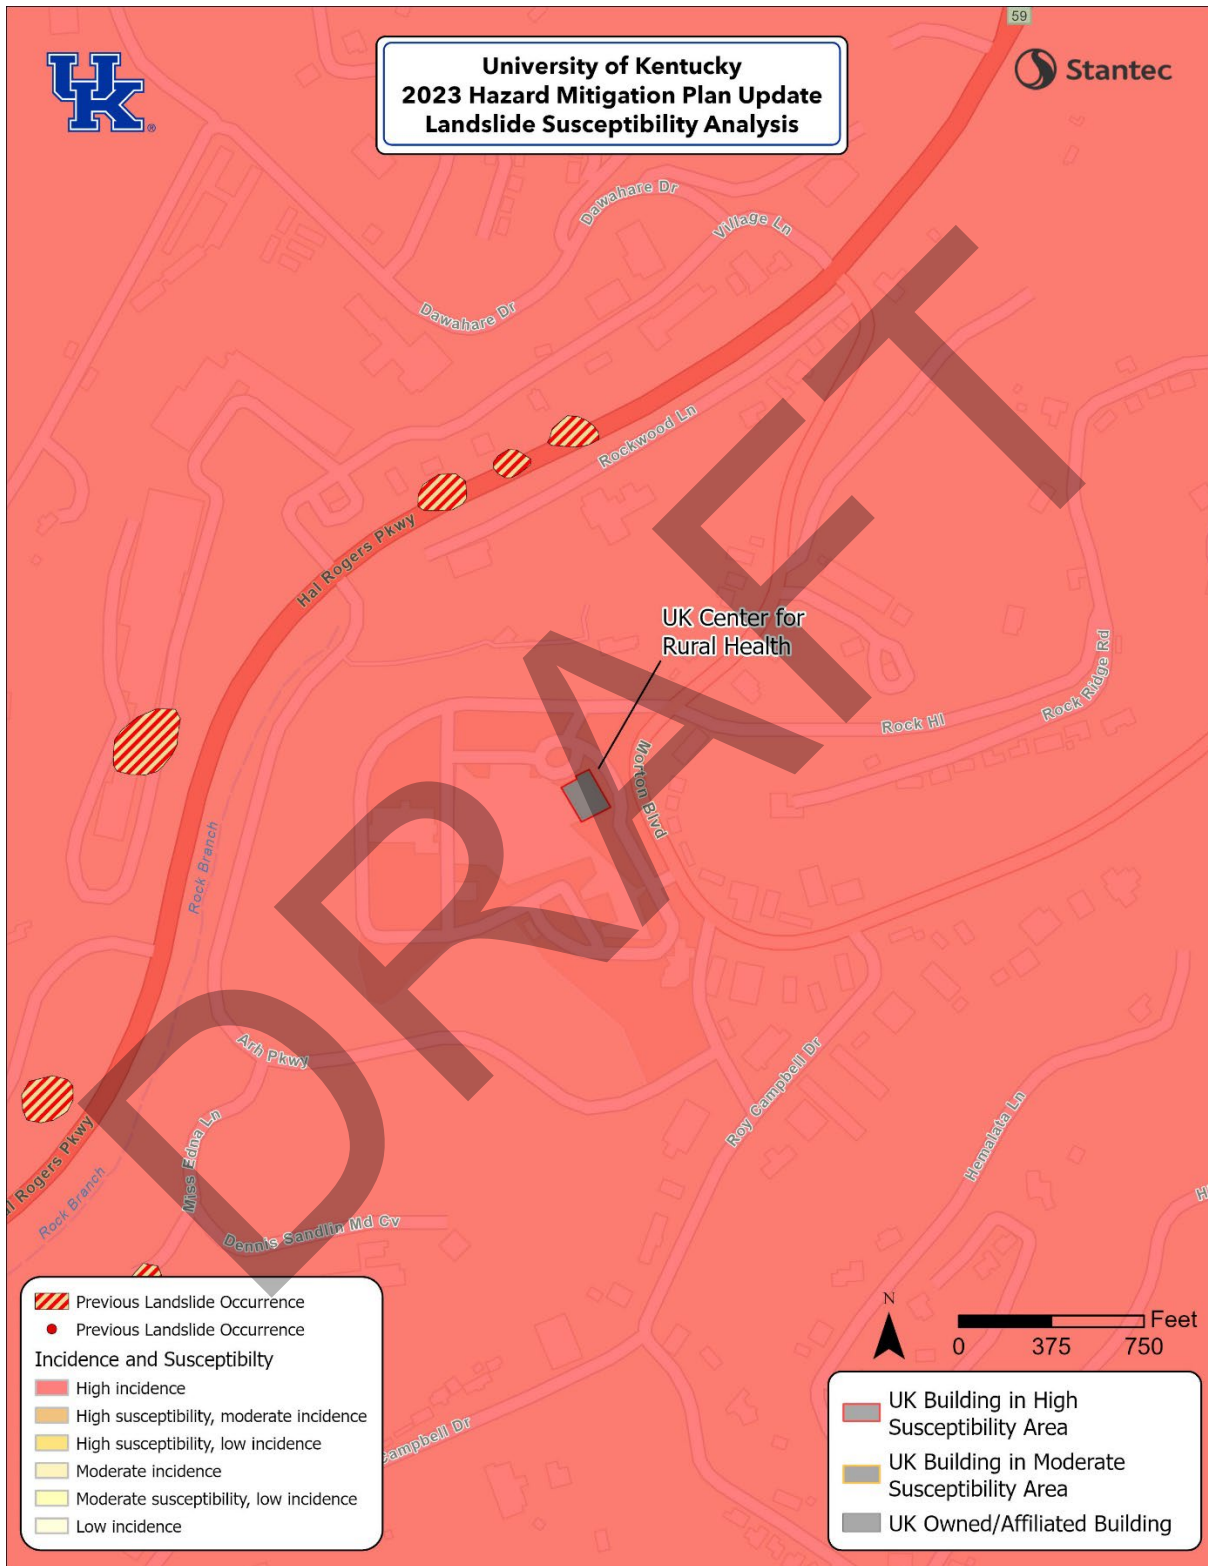 59
UK
®
University of Kentucky
2023 Hazard Mitigation Plan Update
Landslide Susceptibility Analysis
Stantec
Dawahare Dr
Village Ln
Dawahare Dr
Rockwood Ln
Hal Rogers Pkwy
UK Center for
Rural Health
Rock Ridge Rd
Rock Hl
Morton Blvd
Rock Branch
Arh Pkwy
Roy Campbell Dr
Miss Edna Ln
Hemalata Ln
al Rogers Pkwy
Rock Branch
Dennis Sandlin Md Cv
H
Campbell Dr
DRAFT
Previous Landslide Occurrence
Previous Landslide Occurrence
Incidence and Susceptibilty
High incidence
High susceptibility, moderate incidence
High susceptibility, low incidence
Moderate incidence
Moderate susceptibility, low incidence
Low incidence
N
Feet
0 375 750
UK Building in High
Susceptibility Area
UK Building in Moderate
Susceptibility Area
UK Owned/Affiliated Building